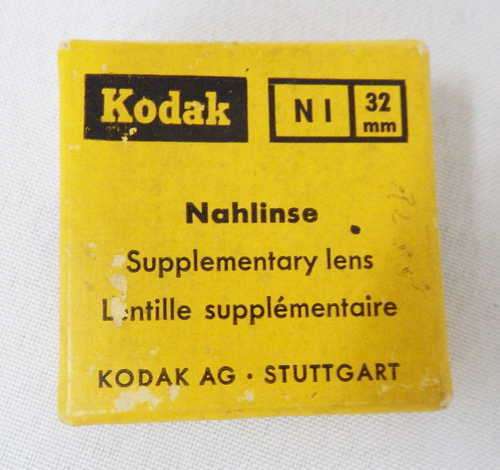 Kodak N I 32 mm
Nahlinse
Supplementary lens
Lentille supplémentaire
KODAK AG · STUTTGART